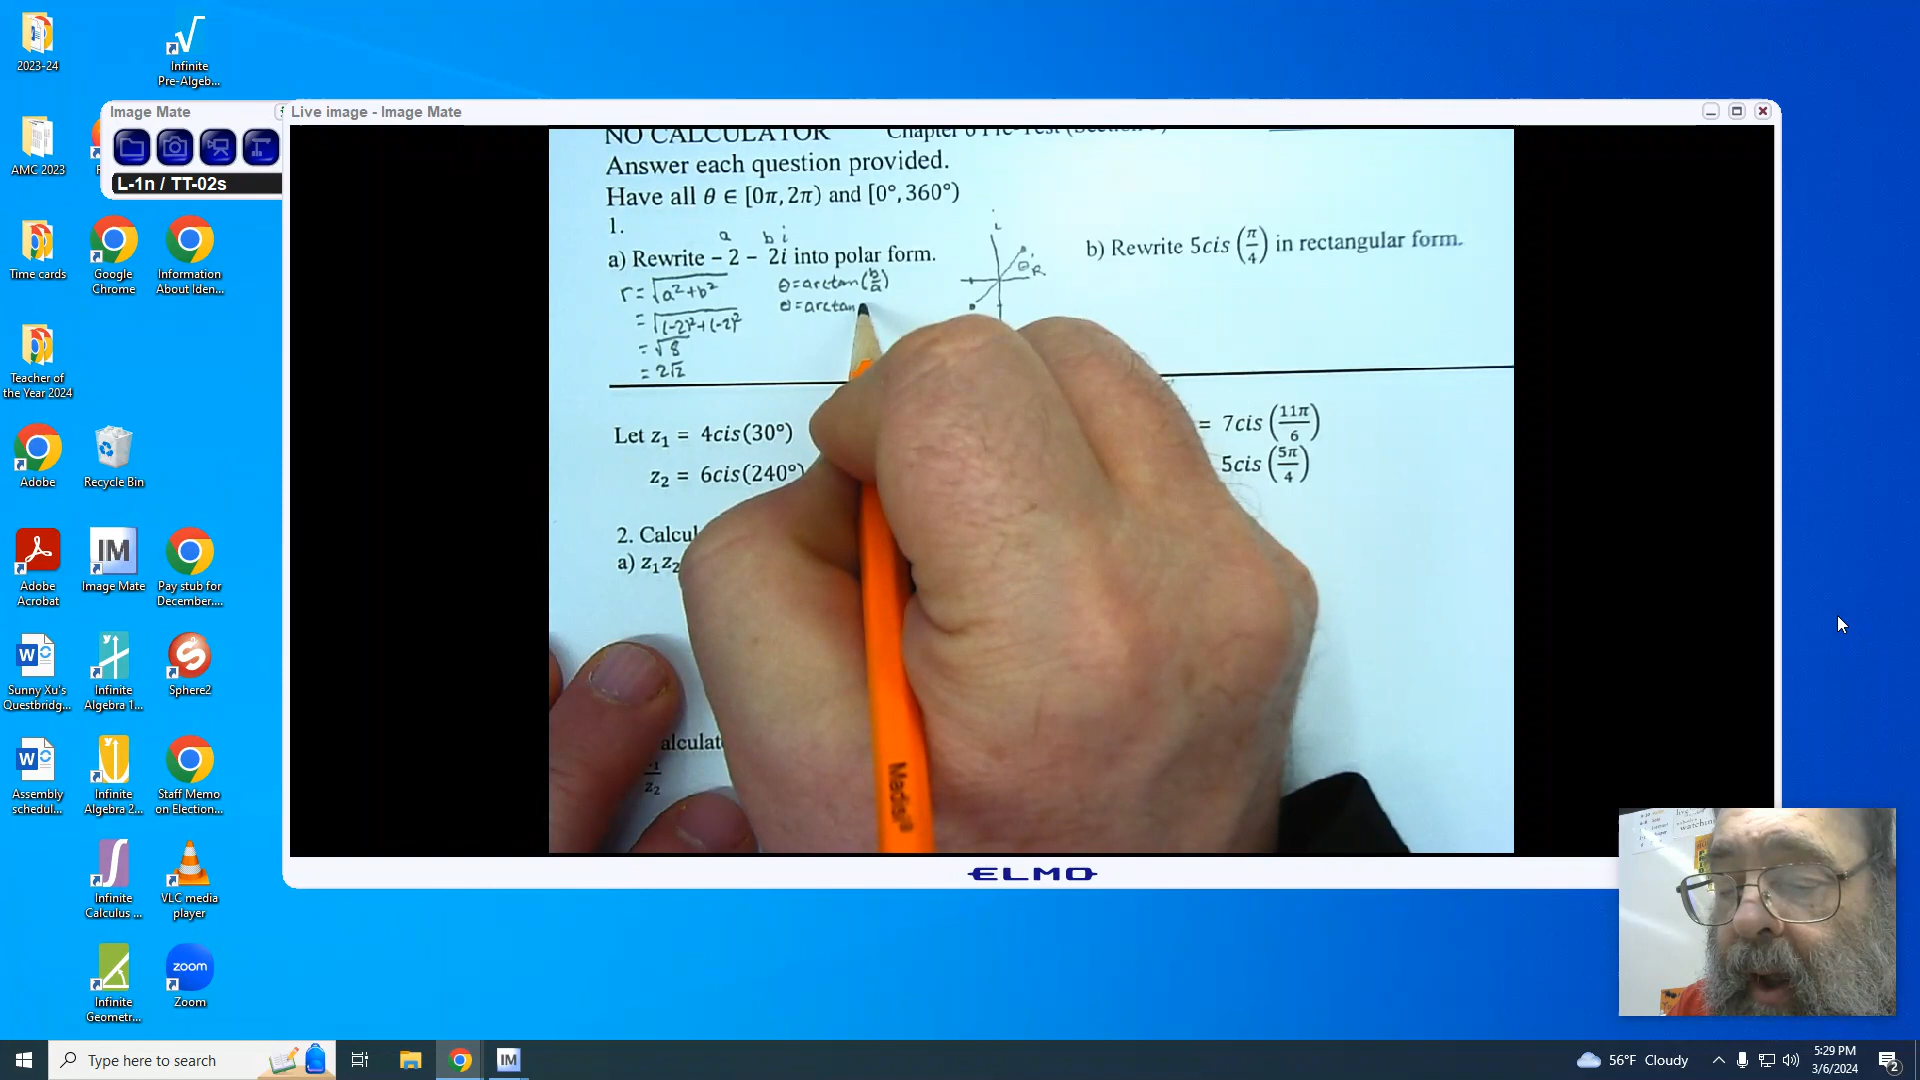 2023-24
Infinite
Pre-Algeb...
AMC 2023
Time cards
Google
Chrome
Information
About Iden...
Teacher of
the Year 2024
Adobe
Recycle Bin
Adobe
Acrobat
Image Mate
Pay stub for
December....
Sunny Xu's
Questbridg...
Infinite
Algebra 1...
Sphere2
Assembly
schedul...
Infinite
Algebra 2...
Staff Memo
on Election...
Infinite
Calculus ...
VLC media
player
Infinite
Geometr...
Zoom
Image Mate
L-1n / TT-02s
Live image - Image Mate
NO CALCULATOR
Answer each question provided.
Have all θ ∈ [0π, 2π) and [0°, 360°)
1.
a b i
a) Rewrite − 2 − 2i into polar form.
r = √a² + b²
= √(-2)² + (-2)²
= √8
= 2√2
θ = arctan(b/a)
θ = arctan
i
θ' R
b) Rewrite 5cis (π/4) in rectangular form.
Let z₁ = 4cis(30°)
z₂ = 6cis(240°)
= 7cis (11π/6)
5cis (5π/4)
2. Calcul
a) z₁z₂
alculat
z₂
ELMO
zoom
IM
watching
Type here to search
IM
56°F Cloudy
5:29 PM
3/6/2024
2